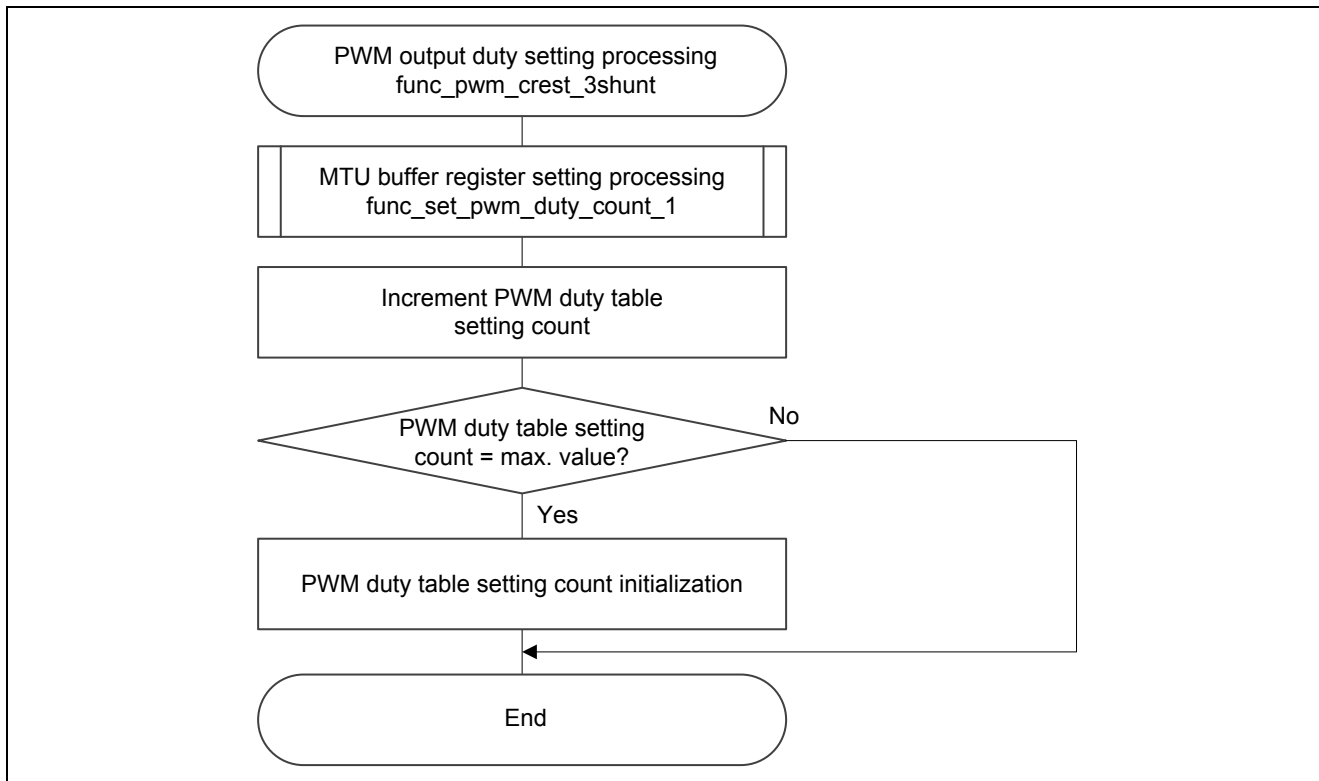 PWM output duty setting processing
func_pwm_crest_3shunt
MTU buffer register setting processing
func_set_pwm_duty_count_1
Increment PWM duty table
setting count
PWM duty table setting
count = max. value?
No
Yes
PWM duty table setting count initialization
End